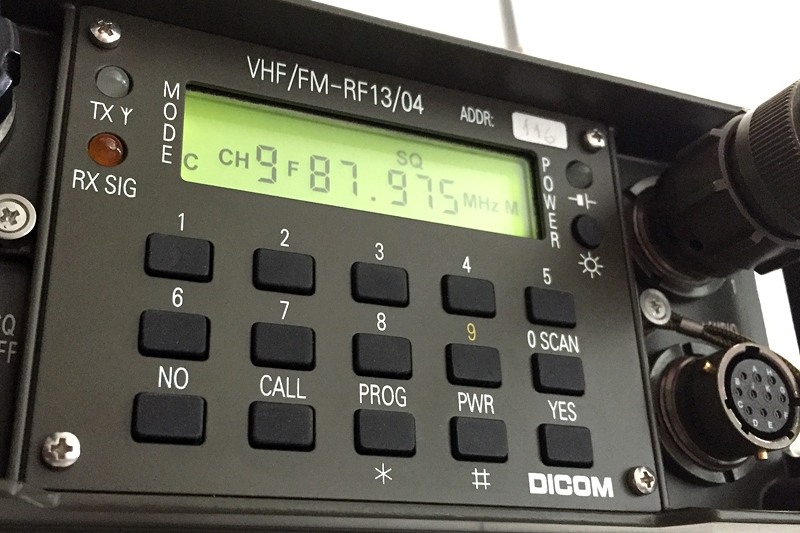 VHF/FM-RF13/04
ADDR: 116
TX
RX SIG
MODE
SQ
C CH 9 F 87.975 MHz M
POWER
1 2 3 4 5
6 7 8 9 0 SCAN
NO CALL PROG PWR YES
* #
DICOM